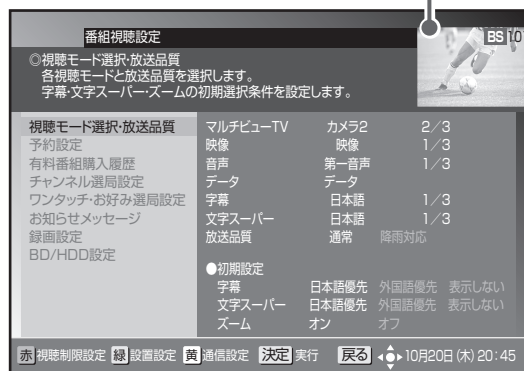 番組視聴設定
BS 10
◎視聴モード選択・放送品質
各視聴モードと放送品質を選択します。
字幕・文字スーパー・ズームの初期選択条件を設定します。
視聴モード選択・放送品質
予約設定
有料番組購入履歴
チャンネル選局設定
ワンタッチ・お好み選局設定
お知らせメッセージ
録画設定
BD/HDD設定
マルチビューTV カメラ2 2/3
映像 映像 1/3
音声 第一音声 1/3
データ データ
字幕 日本語 1/3
文字スーパー 日本語 1/3
放送品質 通常 降雨対応
●初期設定
字幕 日本語優先 外国語優先 表示しない
文字スーパー 日本語優先 外国語優先 表示しない
ズーム オン オフ
赤 視聴制限設定 緑 設置設定 黄 通信設定 決定 実行 戻る 10月20日(木)20:45